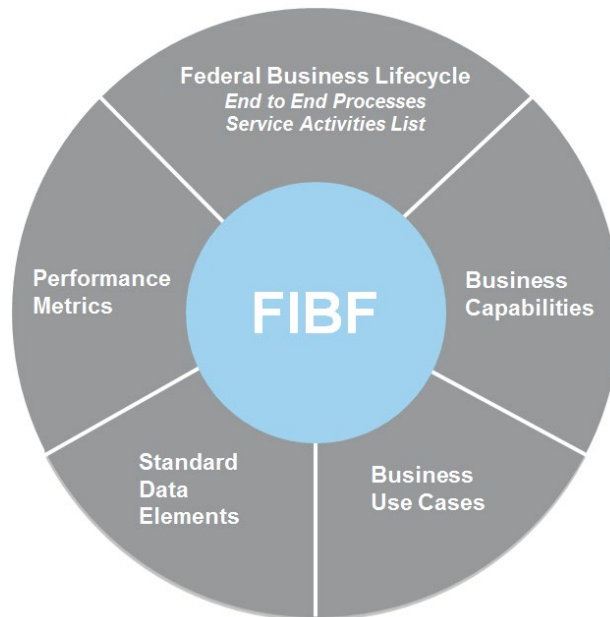 Federal Business Lifecycle
End to End Processes
Service Activities List
Performance
Metrics
FIBF
Business
Capabilities
Standard
Data
Elements
Business
Use Cases